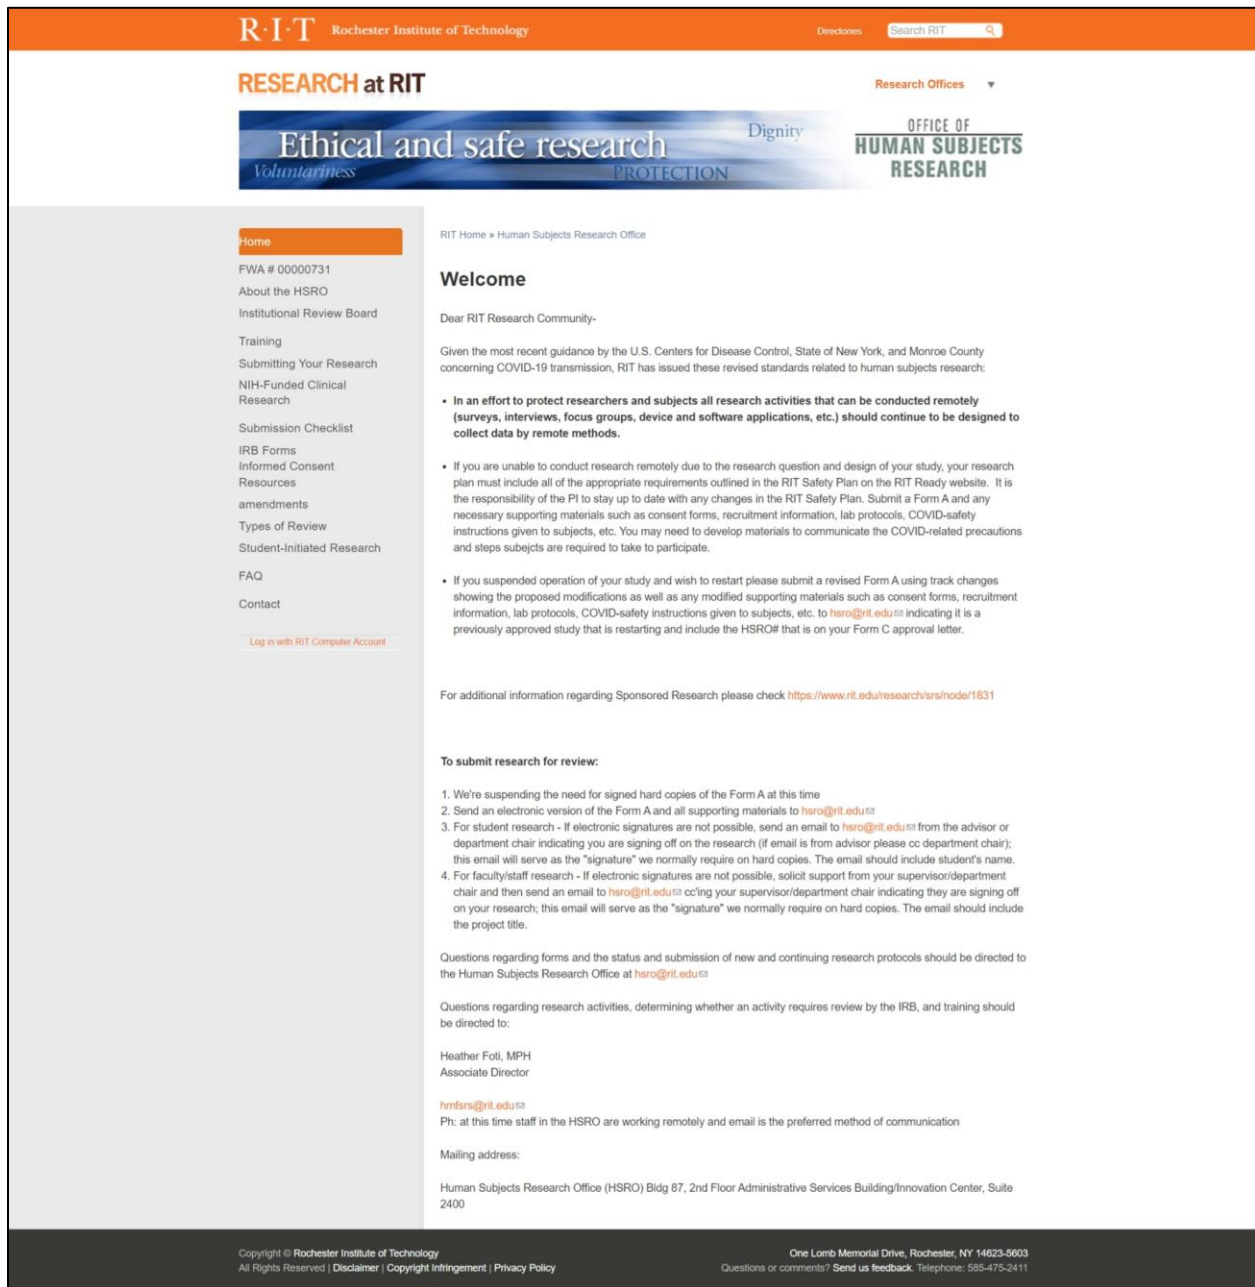 R·I·T Rochester Institute of Technology
Directories
Search RIT
RESEARCH at RIT
Research Offices
Ethical and safe research
Dignity
Voluntariness
PROTECTION
OFFICE OF
HUMAN SUBJECTS
RESEARCH
Home
FWA # 00000731
About the HSRO
Institutional Review Board
Training
Submitting Your Research
NIH-Funded Clinical
Research
Submission Checklist
IRB Forms
Informed Consent
Resources
amendments
Types of Review
Student-Initiated Research
FAQ
Contact
Log in with RIT Computer Account
RIT Home » Human Subjects Research Office
Welcome
Dear RIT Research Community-
Given the most recent guidance by the U.S. Centers for Disease Control, State of New York, and Monroe County
concerning COVID-19 transmission, RIT has issued these revised standards related to human subjects research:
• In an effort to protect researchers and subjects all research activities that can be conducted remotely
(surveys, interviews, focus groups, device and software applications, etc.) should continue to be designed to
collect data by remote methods.
• If you are unable to conduct research remotely due to the research question and design of your study, your research
plan must include all of the appropriate requirements outlined in the RIT Safety Plan on the RIT Ready website. It is
the responsibility of the PI to stay up to date with any changes in the RIT Safety Plan. Submit a Form A and any
necessary supporting materials such as consent forms, recruitment information, lab protocols, COVID-safety
instructions given to subjects, etc. You may need to develop materials to communicate the COVID-related precautions
and steps subejcts are required to take to participate.
• If you suspended operation of your study and wish to restart please submit a revised Form A using track changes
showing the proposed modifications as well as any modified supporting materials such as consent forms, recruitment
information, lab protocols, COVID-safety instructions given to subjects, etc. to hsro@rit.edu indicating it is a
previously approved study that is restarting and include the HSRO# that is on your Form C approval letter.
For additional information regarding Sponsored Research please check https://www.rit.edu/research/srs/node/1831
To submit research for review:
1. We're suspending the need for signed hard copies of the Form A at this time
2. Send an electronic version of the Form A and all supporting materials to hsro@rit.edu
3. For student research - If electronic signatures are not possible, send an email to hsro@rit.edu from the advisor or
department chair indicating you are signing off on the research (if email is from advisor please cc department chair);
this email will serve as the "signature" we normally require on hard copies. The email should include student's name.
4. For faculty/staff research - If electronic signatures are not possible, solicit support from your supervisor/department
chair and then send an email to hsro@rit.edu cc'ing your supervisor/department chair indicating they are signing off
on your research; this email will serve as the "signature" we normally require on hard copies. The email should include
the project title.
Questions regarding forms and the status and submission of new and continuing research protocols should be directed to
the Human Subjects Research Office at hsro@rit.edu
Questions regarding research activities, determining whether an activity requires review by the IRB, and training should
be directed to:
Heather Foti, MPH
Associate Director
hmfsrs@rit.edu
Ph: at this time staff in the HSRO are working remotely and email is the preferred method of communication
Mailing address:
Human Subjects Research Office (HSRO) Bldg 87, 2nd Floor Administrative Services Building/Innovation Center, Suite
2400
Copyright © Rochester Institute of Technology
All Rights Reserved | Disclaimer | Copyright Infringement | Privacy Policy
One Lomb Memorial Drive, Rochester, NY 14623-5603
Questions or comments? Send us feedback. Telephone: 585-475-2411